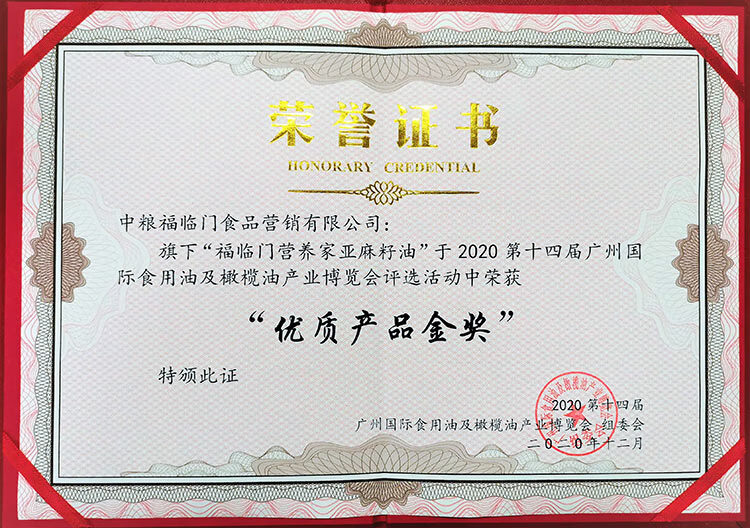 荣誉证书
HONORARY CREDENTIAL
中粮福临门食品营销有限公司：
旗下“福临门营养家亚麻籽油”于2020第十四届广州国
际食用油及橄榄油产业博览会评选活动中荣获
“优质产品金奖”
特颁此证
2020第十四届
广州国际食用油及橄榄油产业博览会 组委会
二〇二〇年十二月